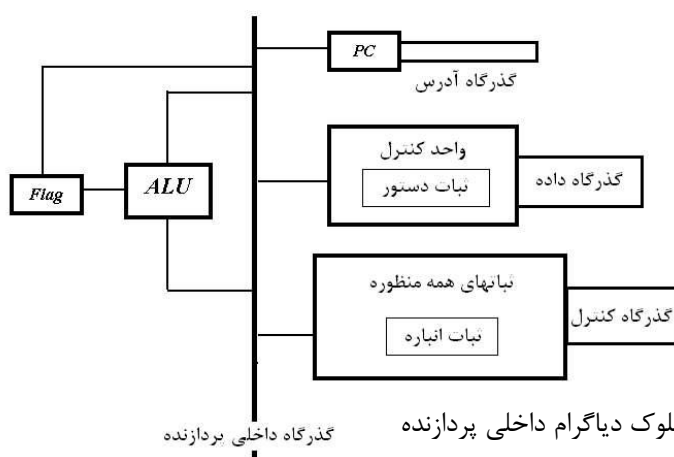 PC
گذرگاه آدرس
واحد کنترل
ثبات دستور
گذرگاه داده
Flag
ALU
ثباتهای همه منظوره
ثبات انباره
گذرگاه کنترل
دیاگرام داخلی پردازنده
گذرگاه داخلی پردازنده